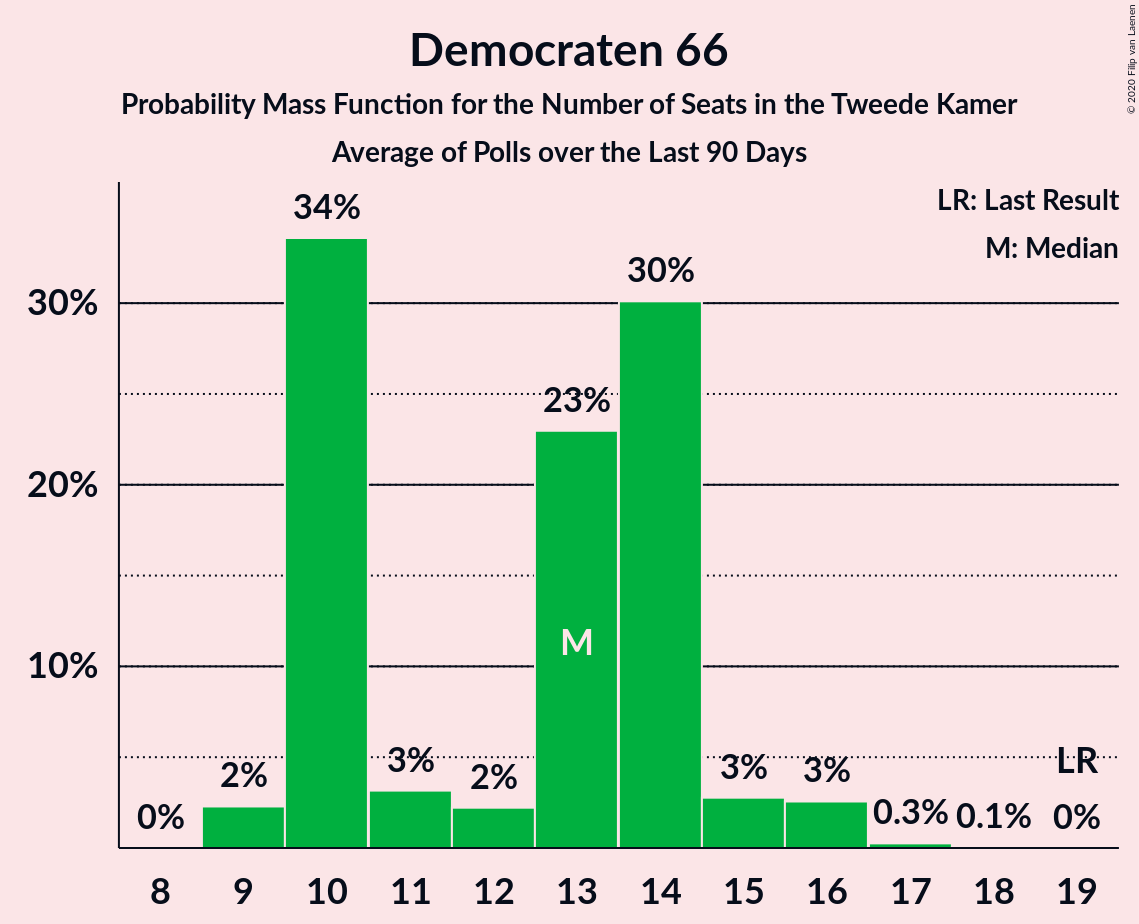 Democraten 66
Probability Mass Function for the Number of Seats in the Tweede Kamer
Average of Polls over the Last 90 Days
© 2020 Filip van Laenen
LR: Last Result
M: Median
34%
30%
30%
23%
20%
M
10%
LR
0%
2%
3%
2%
3%
3%
0.3%
0.1%
0%
8 9 10 11 12 13 14 15 16 17 18 19